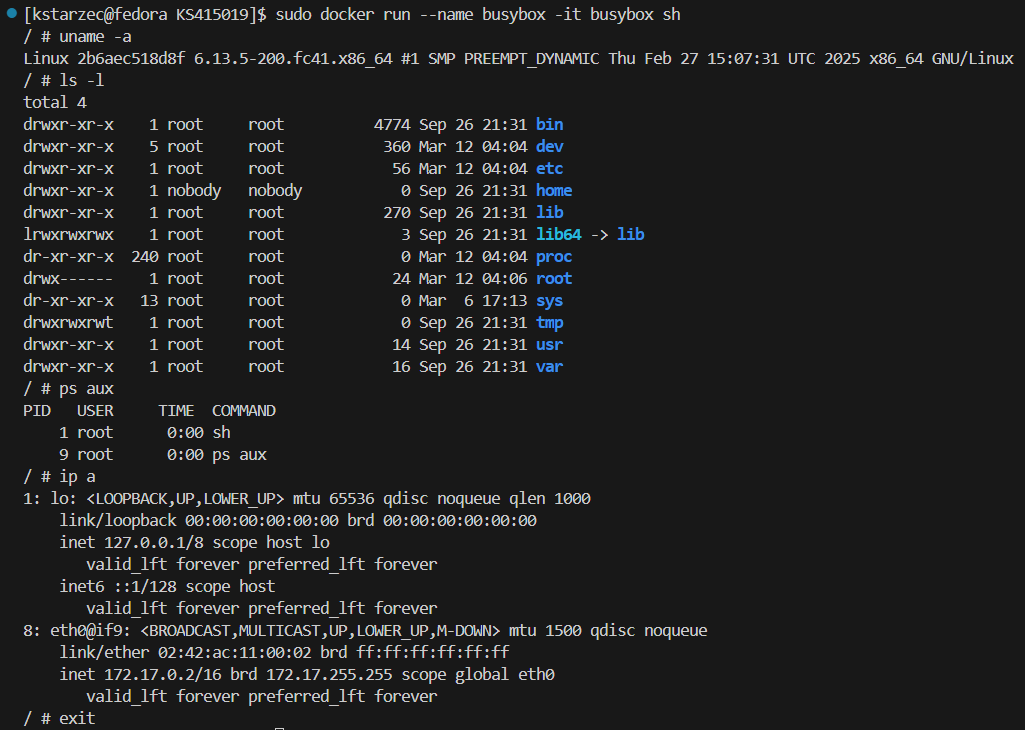 [kstarzec@fedora KS415019]$ sudo docker run --name busybox -it busybox sh
/ # uname -a
Linux 2b6aec518d8f 6.13.5-200.fc41.x86_64 #1 SMP PREEMPT_DYNAMIC Thu Feb 27 15:07:31 UTC 2025 x86_64 GNU/Linux
/ # ls -l
total 4
drwxr-xr-x    1 root     root          4774 Sep 26 21:31 bin
drwxr-xr-x    5 root     root           360 Mar 12 04:04 dev
drwxr-xr-x    1 root     root            56 Mar 12 04:04 etc
drwxr-xr-x    1 nobody   nobody           0 Sep 26 21:31 home
drwxr-xr-x    1 root     root           270 Sep 26 21:31 lib
lrwxrwxrwx    1 root     root             3 Sep 26 21:31 lib64 -> lib
dr-xr-xr-x  240 root     root             0 Mar 12 04:04 proc
drwx------    1 root     root            24 Mar 12 04:06 root
dr-xr-xr-x   13 root     root             0 Mar  6 17:13 sys
drwxrwxrwt    1 root     root             0 Sep 26 21:31 tmp
drwxr-xr-x    1 root     root            14 Sep 26 21:31 usr
drwxr-xr-x    1 root     root            16 Sep 26 21:31 var
/ # ps aux
PID   USER     TIME  COMMAND
    1 root      0:00 sh
    9 root      0:00 ps aux
/ # ip a
1: lo: <LOOPBACK,UP,LOWER_UP> mtu 65536 qdisc noqueue qlen 1000
    link/loopback 00:00:00:00:00:00 brd 00:00:00:00:00:00
    inet 127.0.0.1/8 scope host lo
       valid_lft forever preferred_lft forever
    inet6 ::1/128 scope host
       valid_lft forever preferred_lft forever
8: eth0@if9: <BROADCAST,MULTICAST,UP,LOWER_UP,M-DOWN> mtu 1500 qdisc noqueue
    link/ether 02:42:ac:11:00:02 brd ff:ff:ff:ff:ff:ff
    inet 172.17.0.2/16 brd 172.17.255.255 scope global eth0
       valid_lft forever preferred_lft forever
/ # exit